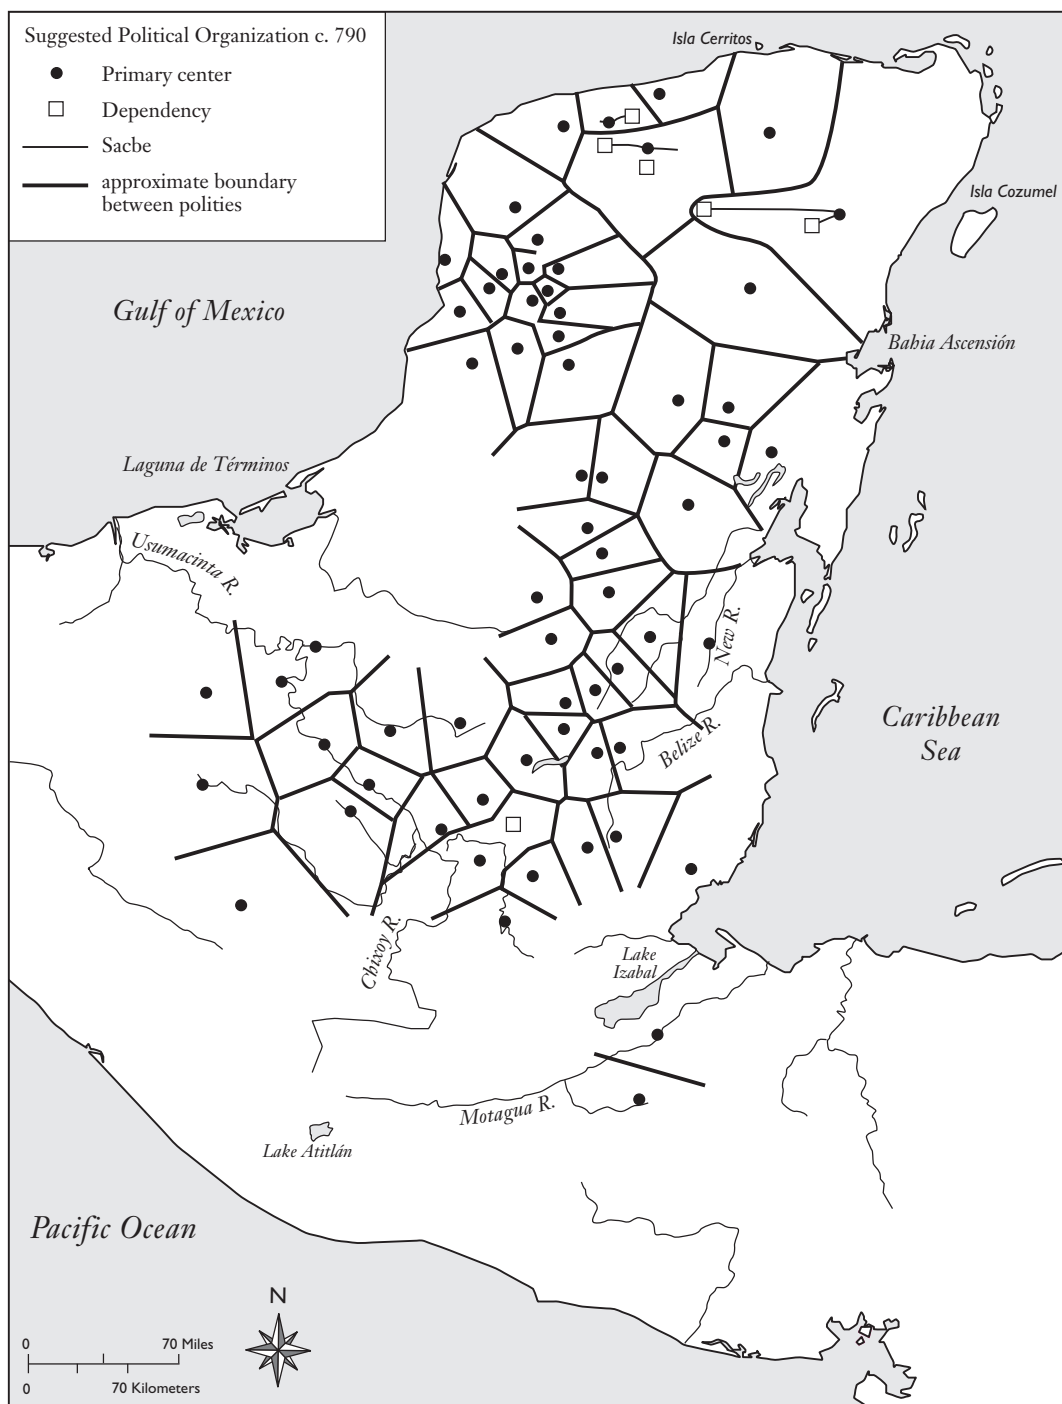 Suggested Political Organization c. 790
Primary center
Dependency
Sacbe
approximate boundary
between polities
Isla Cerritos
Isla Cozumel
Gulf of Mexico
Bahia Ascensión
Laguna de Términos
Usumacinta R.
New R.
Belize R.
Caribbean
Sea
Chixoy R.
Lake
Izabal
Motagua R.
Lake Atitlán
Pacific Ocean
N
0
70 Miles
0
70 Kilometers